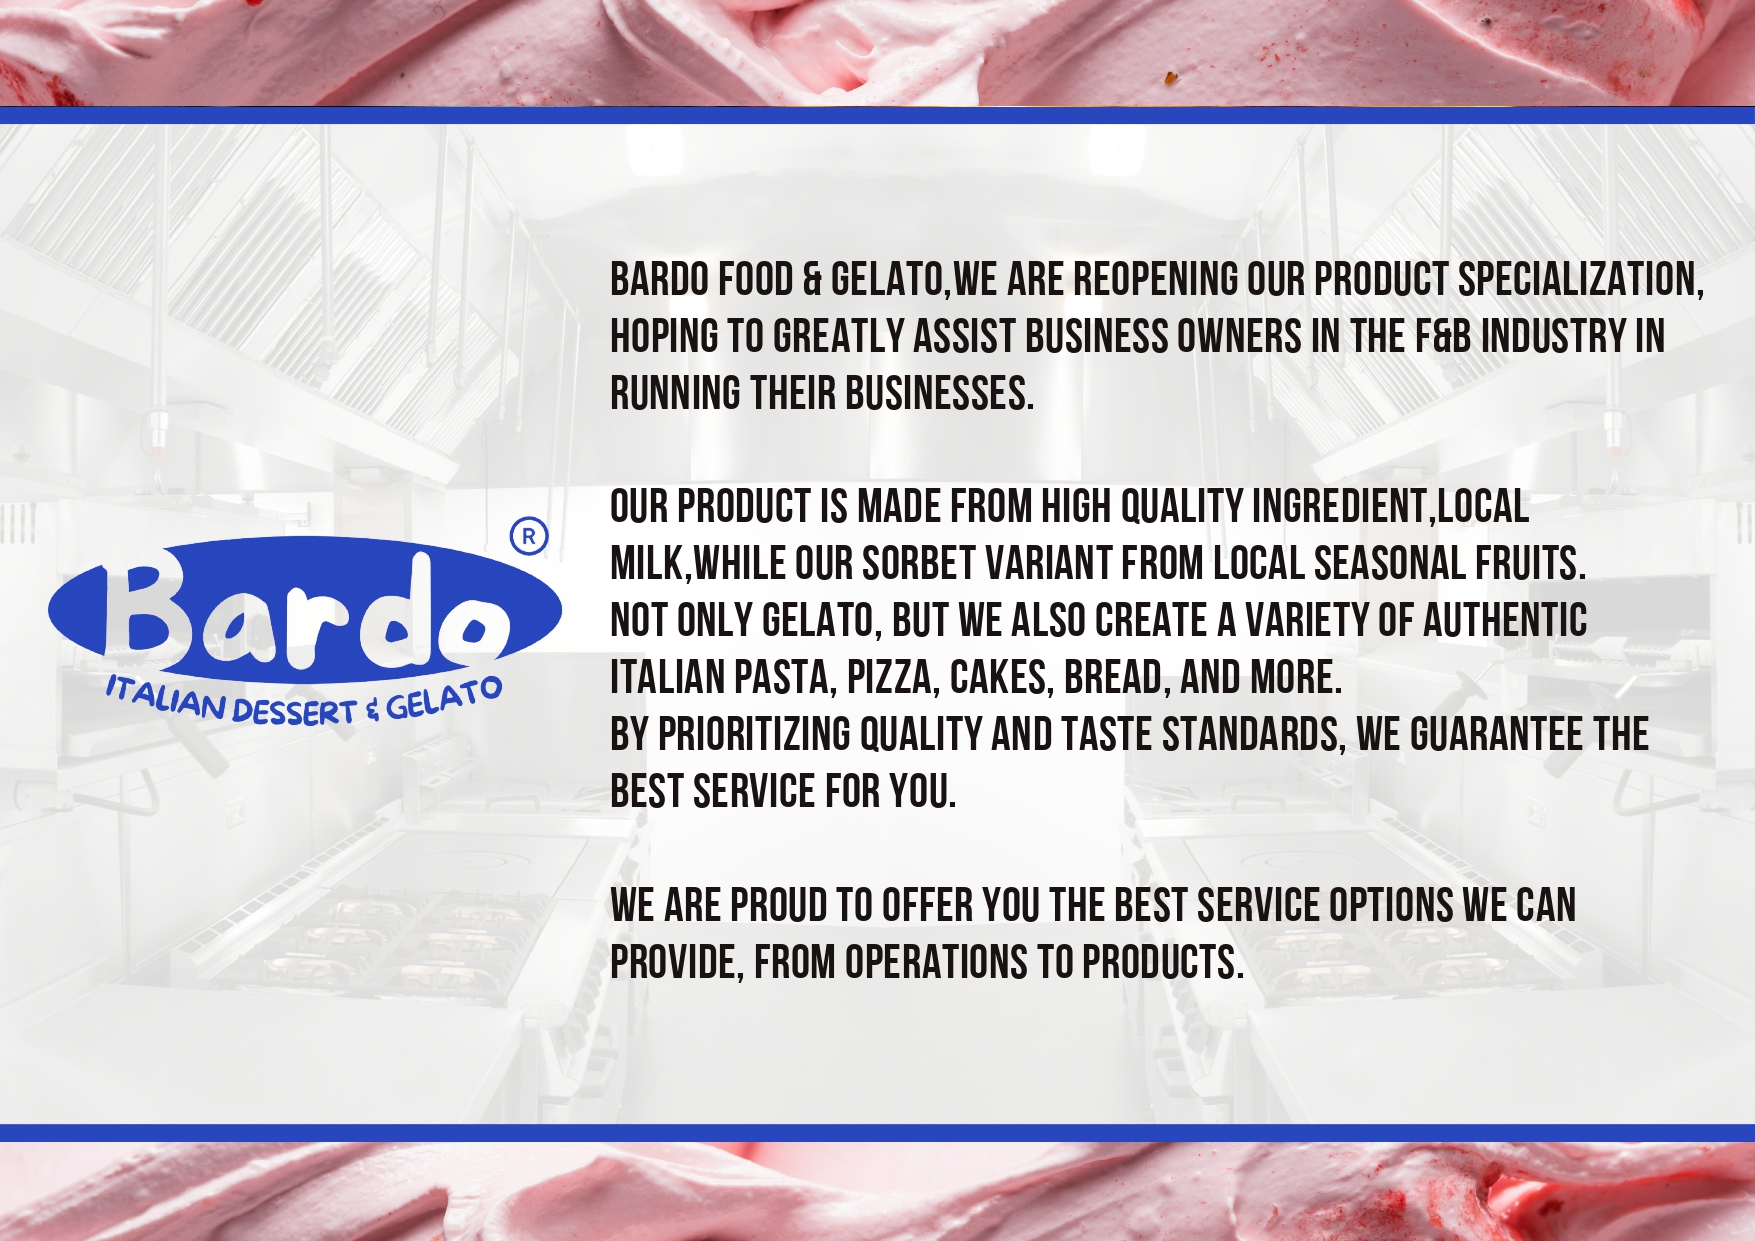 BARDO FOOD & GELATO,WE ARE REOPENING OUR PRODUCT SPECIALIZATION,
HOPING TO GREATLY ASSIST BUSINESS OWNERS IN THE F&B INDUSTRY IN
RUNNING THEIR BUSINESSES.
OUR PRODUCT IS MADE FROM HIGH QUALITY INGREDIENT,LOCAL
MILK,WHILE OUR SORBET VARIANT FROM LOCAL SEASONAL FRUITS.
NOT ONLY GELATO, BUT WE ALSO CREATE A VARIETY OF AUTHENTIC
ITALIAN PASTA, PIZZA, CAKES, BREAD, AND MORE.
BY PRIORITIZING QUALITY AND TASTE STANDARDS, WE GUARANTEE THE
BEST SERVICE FOR YOU.
WE ARE PROUD TO OFFER YOU THE BEST SERVICE OPTIONS WE CAN
PROVIDE, FROM OPERATIONS TO PRODUCTS.
Bardo ®
ITALIAN DESSERT & GELATO